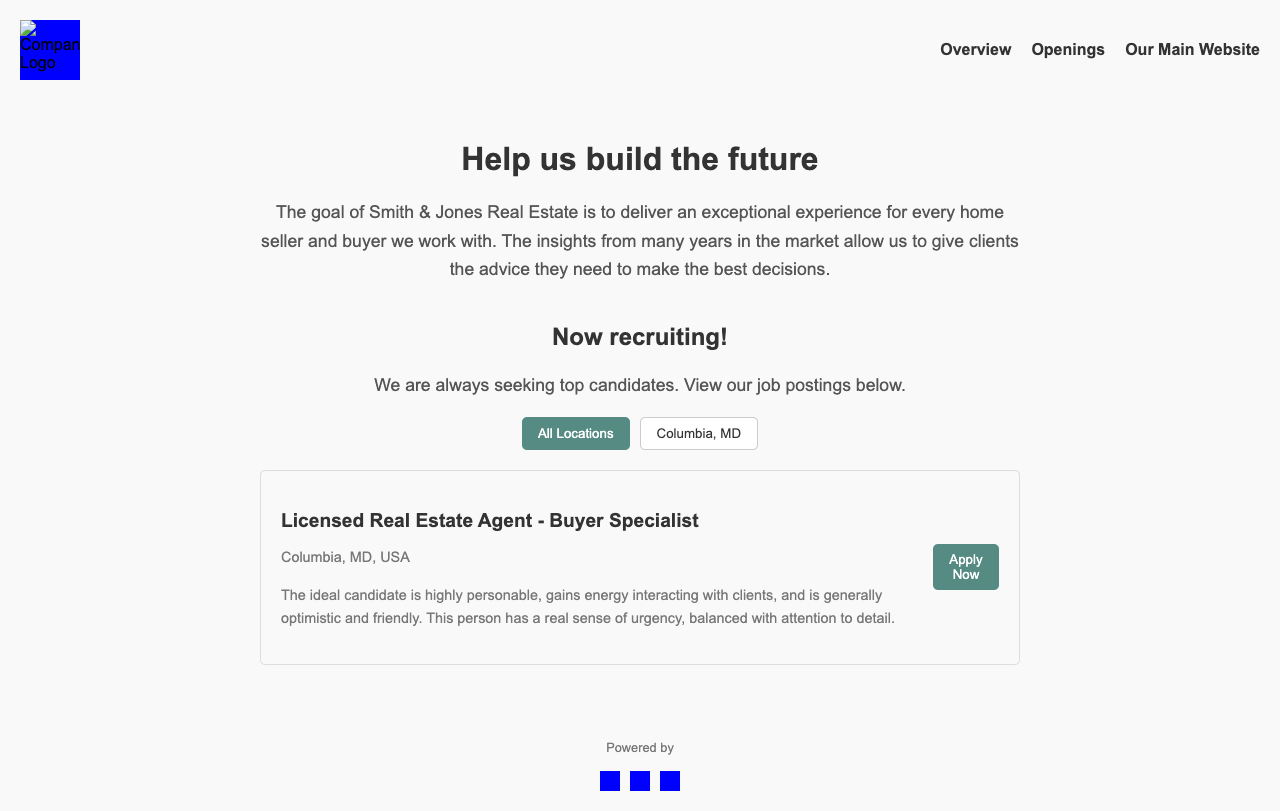 Compan
Logo
Overview
Openings
Our Main Website
Help us build the future
The goal of Smith & Jones Real Estate is to deliver an exceptional experience for every home
seller and buyer we work with. The insights from many years in the market allow us to give clients
the advice they need to make the best decisions.
Now recruiting!
We are always seeking top candidates. View our job postings below.
All Locations
Columbia, MD
Licensed Real Estate Agent - Buyer Specialist
Columbia, MD, USA
The ideal candidate is highly personable, gains energy interacting with clients, and is generally
optimistic and friendly. This person has a real sense of urgency, balanced with attention to detail.
Apply
Now
Powered by